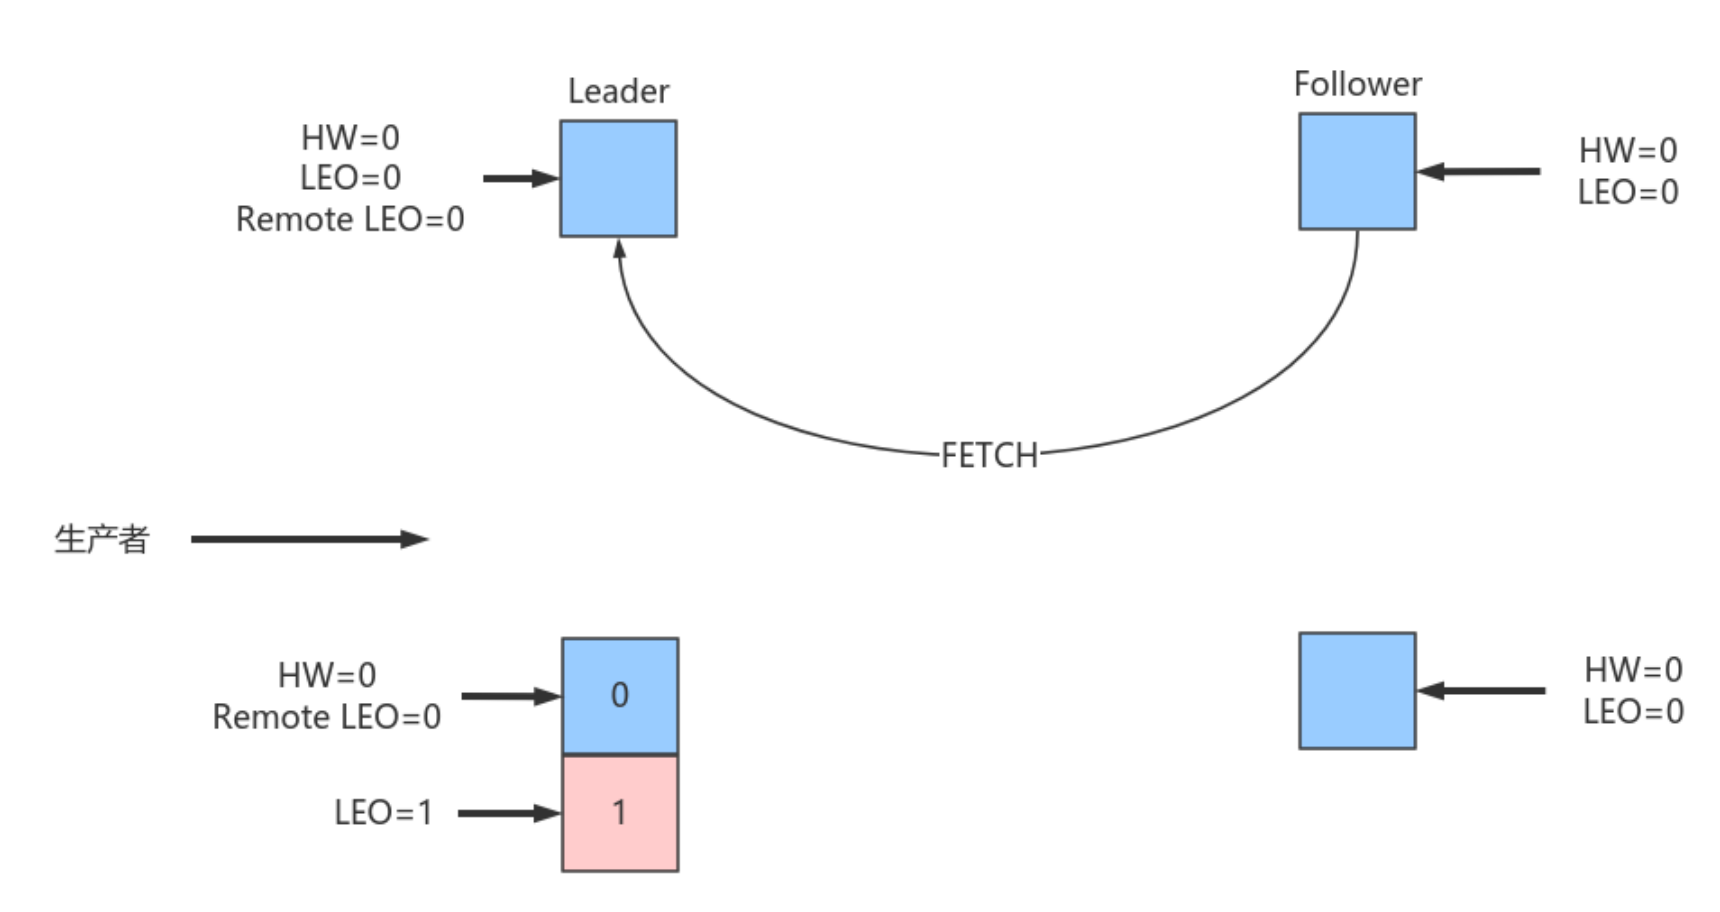 Leader
Follower
HW=0
LEO=0
Remote LEO=0
HW=0
LEO=0
FETCH
生产者
HW=0
Remote LEO=0
0
HW=0
LEO=0
LEO=1
1